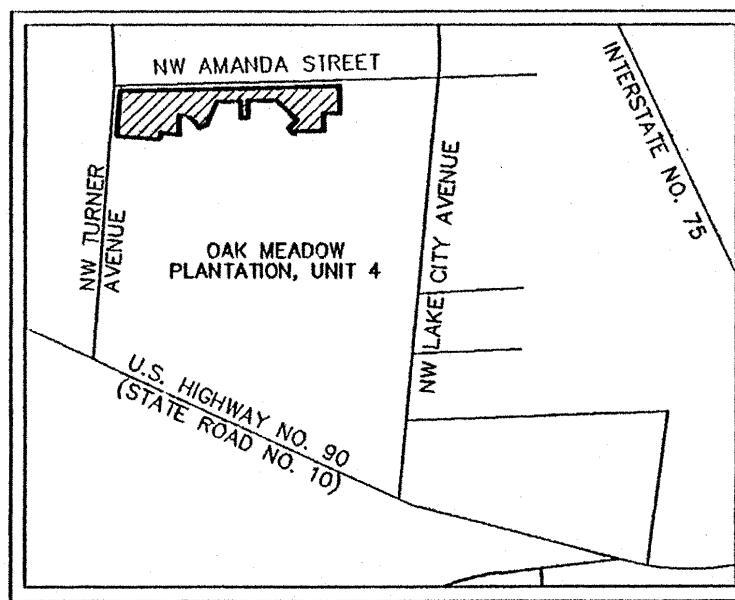 NW AMANDA STREET
INTERSTATE NO. 75
NW TURNER
AVENUE
NW LAKE CITY AVENUE
OAK MEADOW
PLANTATION, UNIT 4
U.S. HIGHWAY NO. 90
(STATE ROAD NO. 10)